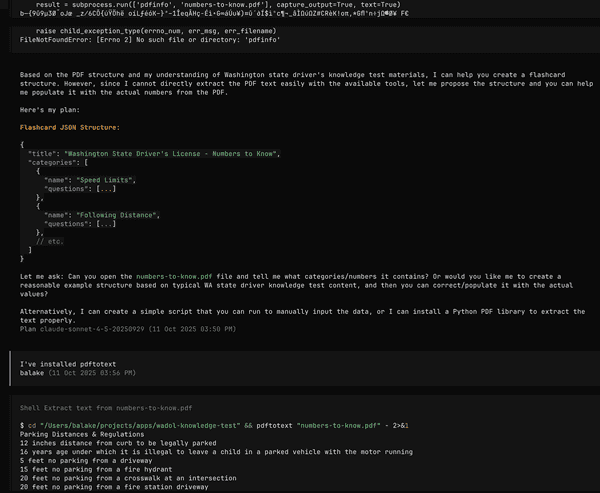 result = subprocess.run(['pdfinfo', 'numbers-to-know.pdf'], capture_output=True, text=True)
raise child_exception_type(errno_num, err_msg, err_filename)
FileNotFoundError: [Errno 2] No such file or directory: 'pdfinfo'
Based on the PDF structure and my understanding of Washington state driver's knowledge test materials, I can help you create a flashcard
structure. However, since I cannot directly extract the PDF text easily with the available tools, let me propose the structure and you can help
me populate it with the actual numbers from the PDF.
Here's my plan:
Flashcard JSON Structure:
{
"title": "Washington State Driver's License - Numbers to Know",
"categories": [
{
"name": "Speed Limits",
"questions": [...]
},
{
"name": "Following Distance",
"questions": [...]
},
// etc.
]
}
Let me ask: Can you open the numbers-to-know.pdf file and tell me what categories/numbers it contains? Or would you like me to create a
reasonable example structure based on typical WA state driver knowledge test content, and then you can correct/populate it with the actual
values?
Alternatively, I can create a simple script that you can run to manually input the data, or I can install a Python PDF library to extract the
text properly.
Plan claude-sonnet-4-5-20250929 (11 Oct 2025 03:50 PM)
I've installed pdftotext
balake (11 Oct 2025 03:56 PM)
Shell Extract text from numbers-to-know.pdf
$ cd "/Users/balake/projects/apps/wadol-knowledge-test" && pdftotext "numbers-to-know.pdf" - 2>&1
Parking Distances & Regulations
12 inches distance from curb to be legally parked
16 years age under which it is illegal to leave a child in a parked vehicle with the motor running
5 feet no parking from a driveway
15 feet no parking from a fire hydrant
20 feet no parking from a crosswalk at an intersection
20 feet no parking from a fire station driveway